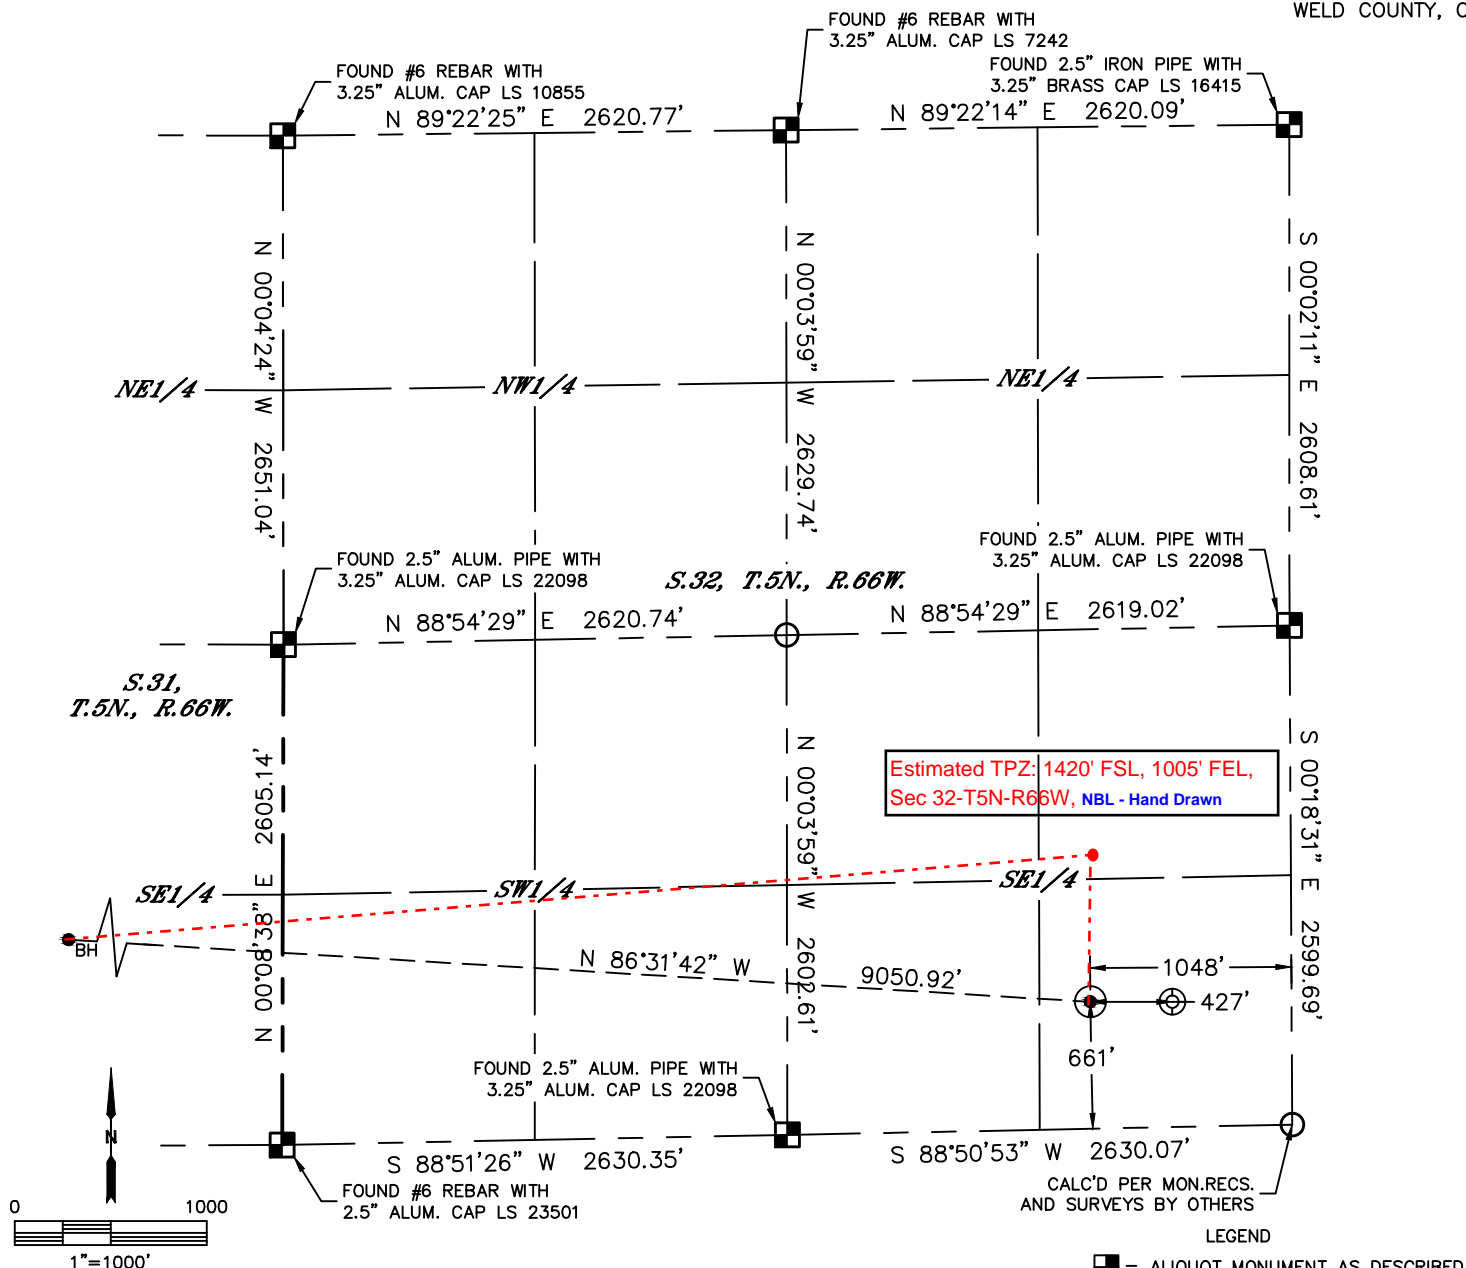 WELD COUNTY, C
FOUND #6 REBAR WITH
3.25" ALUM. CAP LS 7242
FOUND #6 REBAR WITH
3.25" ALUM. CAP LS 10855
FOUND 2.5" IRON PIPE WITH
3.25" BRASS CAP LS 16415
N 89°22'25" E 2620.77'
N 89°22'14" E 2620.09'
N 00°04'24" W 2651.04'
N 00°03'59" W 2629.74'
S 00°02'11" E 2608.61'
NE1/4
NW1/4
NE1/4
FOUND 2.5" ALUM. PIPE WITH
3.25" ALUM. CAP LS 22098
FOUND 2.5" ALUM. PIPE WITH
3.25" ALUM. CAP LS 22098
S.32, T.5N., R.66W.
N 88°54'29" E 2620.74'
N 88°54'29" E 2619.02'
S.31,
T.5N., R.66W.
N 00°08'38" E 2605.14'
N 00°03'59" W 2602.61'
S 00°18'31" E 2599.69'
Estimated TPZ: 1420' FSL, 1005' FEL,
Sec 32-T5N-R66W, NBL - Hand Drawn
SE1/4
SW1/4
SE1/4
BH
N 86°31'42" W 9050.92'
1048'
427'
661'
FOUND 2.5" ALUM. PIPE WITH
3.25" ALUM. CAP LS 22098
N
S 88°51'26" W 2630.35'
S 88°50'53" W 2630.07'
FOUND #6 REBAR WITH
2.5" ALUM. CAP LS 23501
CALC'D PER MON.RECS.
AND SURVEYS BY OTHERS
0 1000
1"=1000'
LEGEND
= ALIQUOT MONUMENT AS DESCRIBED